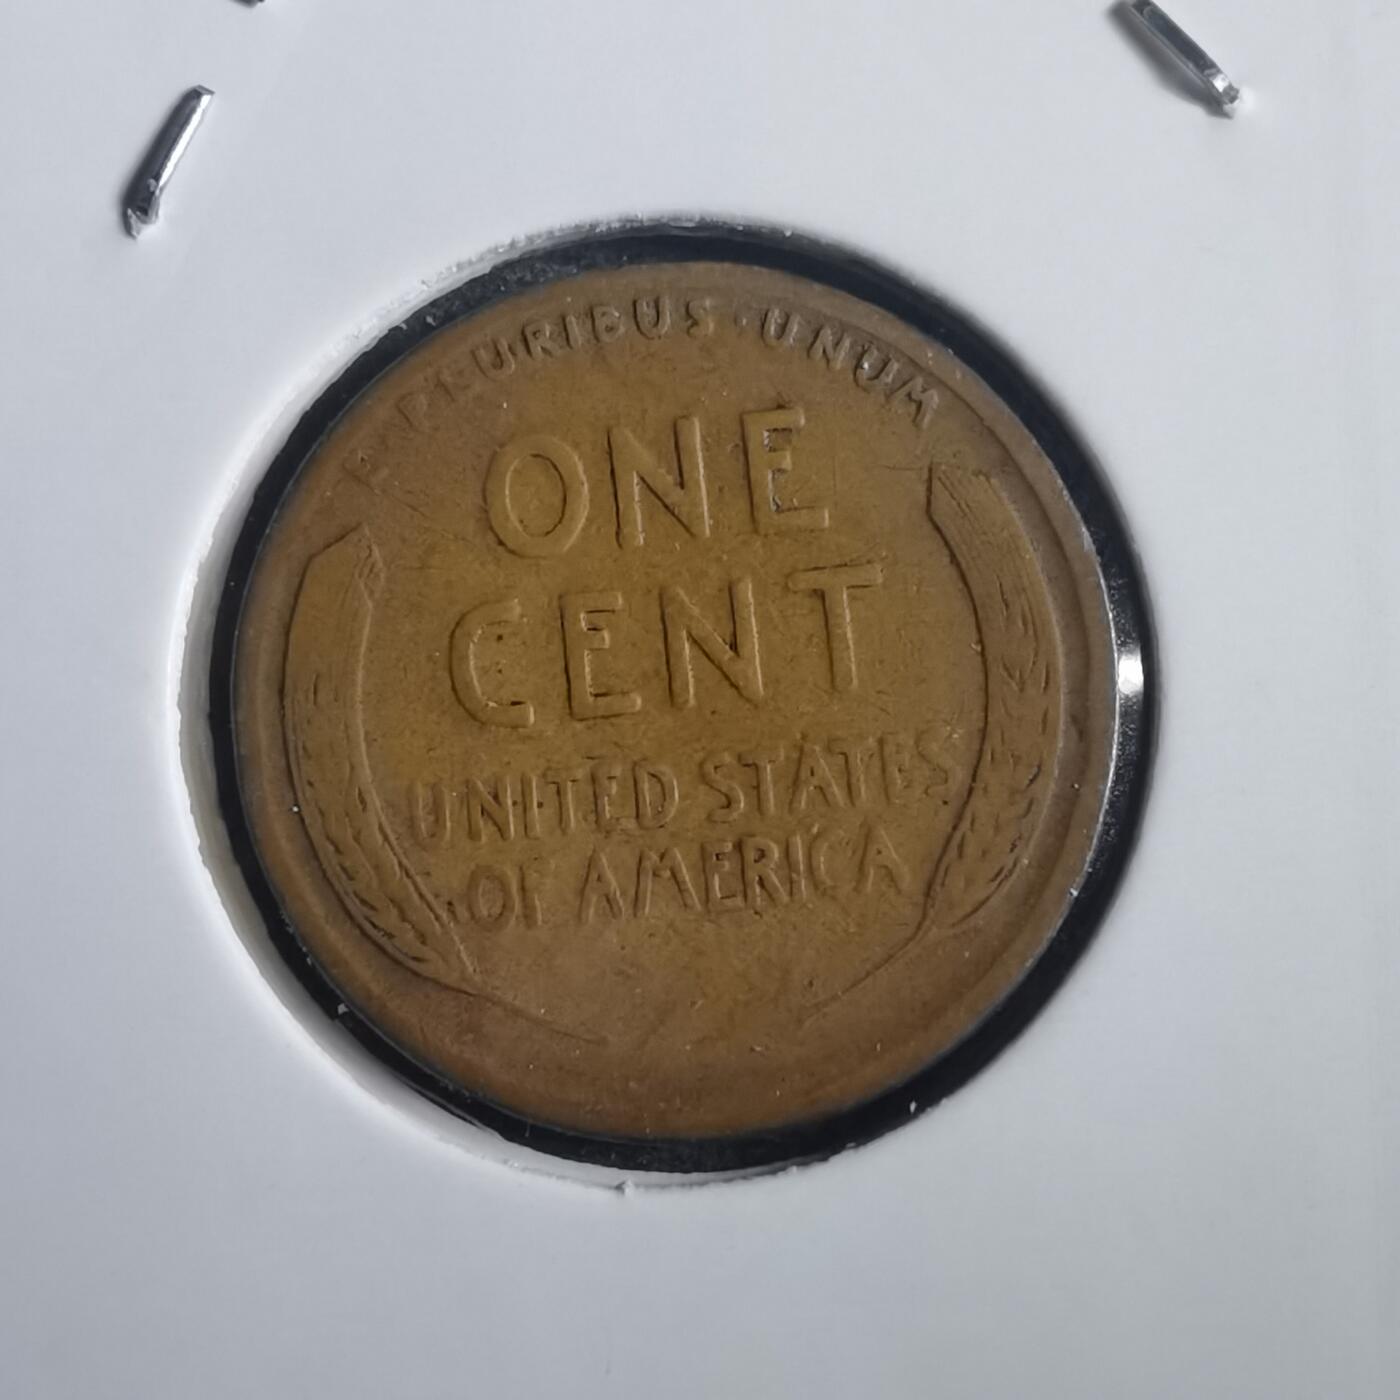 E PLURIBUS·UNUM
ONE
CENT
UNITED STATES
OF AMERICA